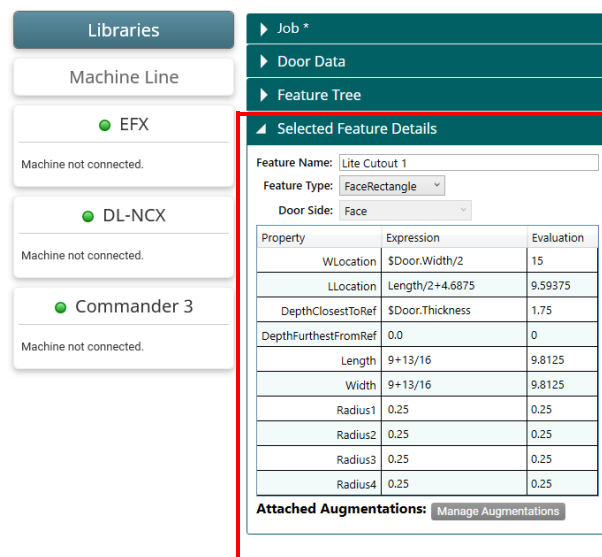 Libraries
Machine Line
EFX
Machine not connected.
DL-NCX
Machine not connected.
Commander 3
Machine not connected.
Job *
Door Data
Feature Tree
Selected Feature Details
Feature Name: Lite Cutout 1
Feature Type: FaceRectangle
Door Side: Face
Property Expression Evaluation
WLocation $Door.Width/2 15
LLocation Length/2+4.6875 9.59375
DepthClosestToRef $Door.Thickness 1.75
DepthFurthestFromRef 0.0 0
Length 9+13/16 9.8125
Width 9+13/16 9.8125
Radius1 0.25 0.25
Radius2 0.25 0.25
Radius3 0.25 0.25
Radius4 0.25 0.25
Attached Augmentations: Manage Augmentations